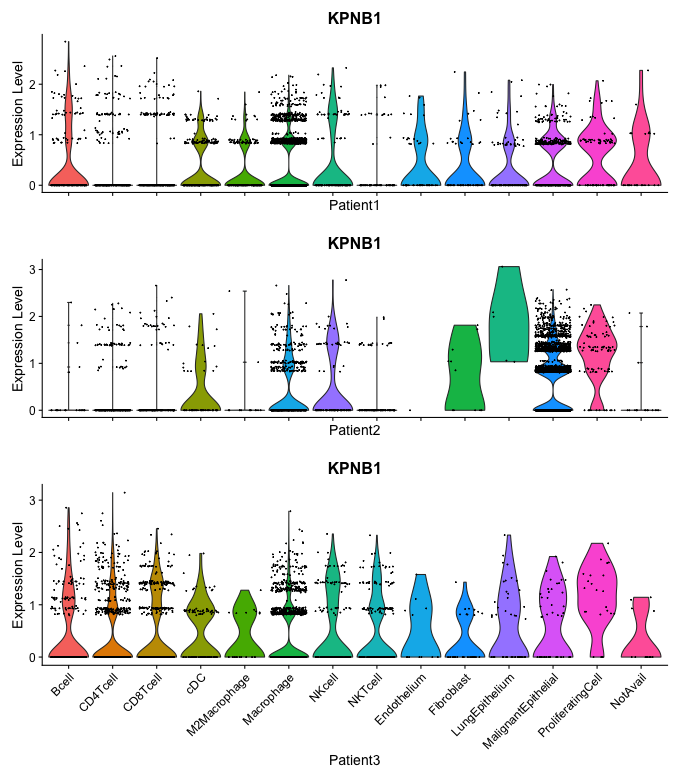 KPNB1
Expression Level
2
1
0
Patient1
KPNB1
Expression Level
3
2
1
0
Patient2
KPNB1
Expression Level
3
2
1
0
Bcell
CD4Tcell
CD8Tcell
cDC
M2Macrophage
Macrophage
NKcell
NKTcell
Endothelium
Fibroblast
LungEpithelium
MalignantEpithelial
ProliferatingCell
NotAvail
Patient3